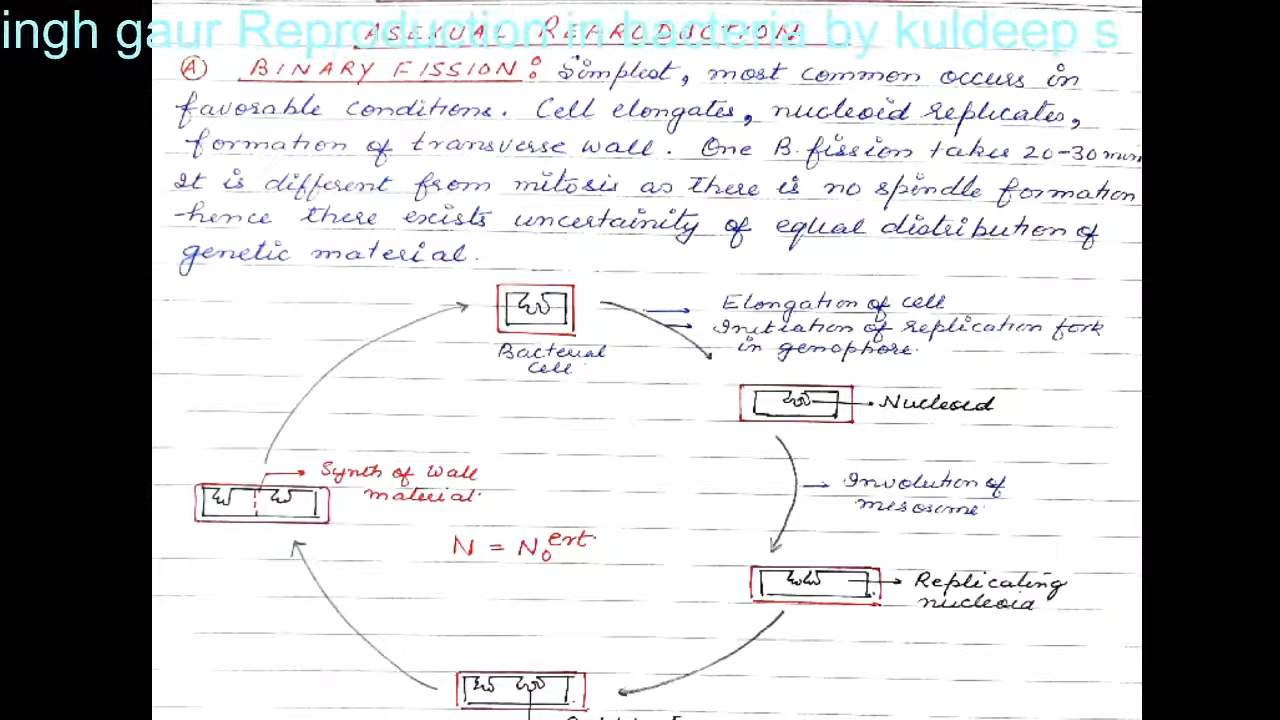 ingh gaur Reproduction in bacteria by kuldeep s
ASEXUAL REPRODUCTION
(A) BINARY FISSION: Simplest, most common occurs in
favorable conditions. Cell elongates, nucleoid replicates,
formation of transverse wall. One B. fission takes 20-30 min
It is different from mitosis as there is no spindle formation
hence there exists uncertainity of equal distribution of
genetic material.
Elongation of cell
Initiation of replication fork
in genophore.
Bacterial
cell.
Nucleoid
Synth of wall
material.
Involution of
mesosome
N = N₀ert.
Replicating
nucleoid